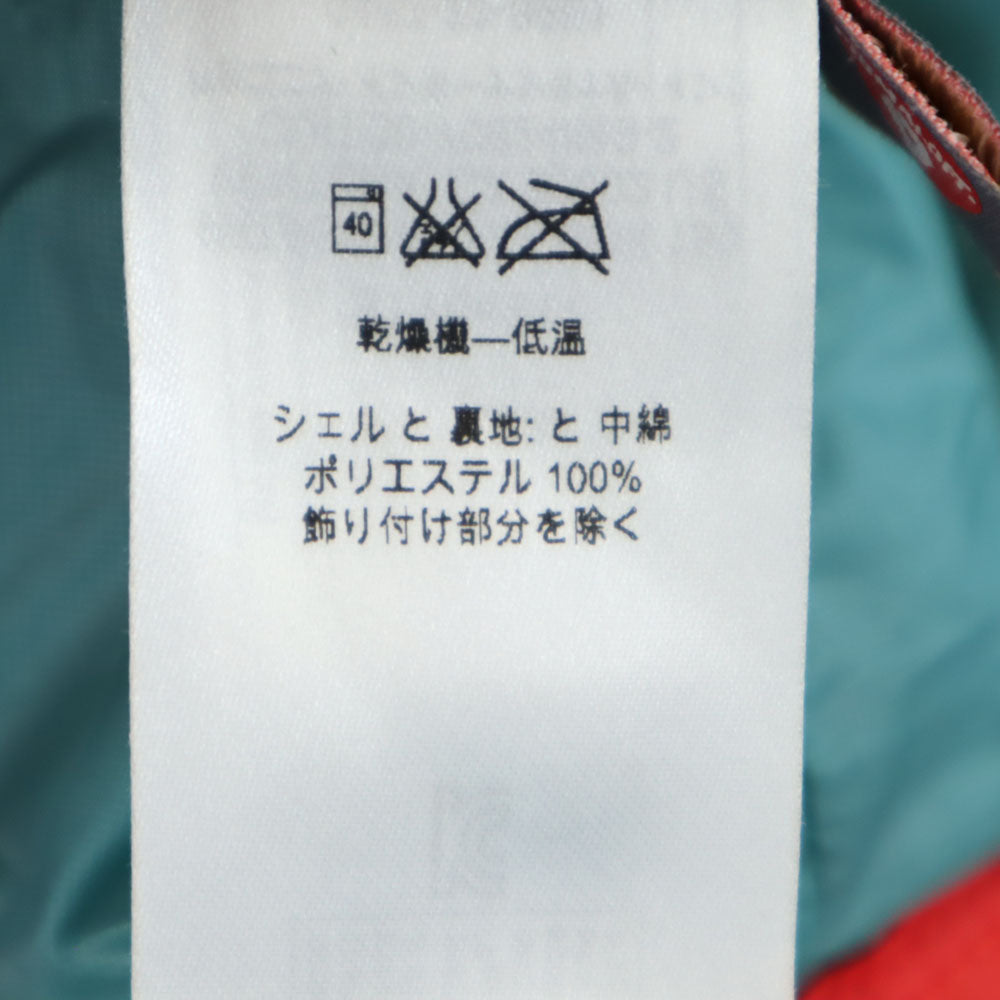 40
乾燥機—低温
シェル と 裏地: と 中綿
ポリエステル 100%
飾り付け部分を除く